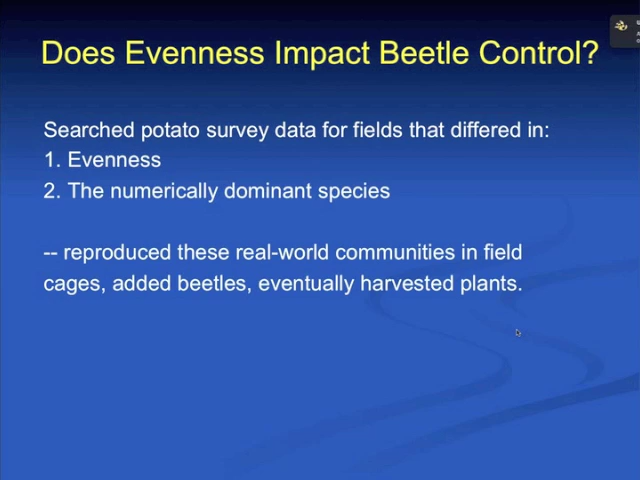 Does Evenness Impact Beetle Control?
Searched potato survey data for fields that differed in:
1. Evenness
2. The numerically dominant species
-- reproduced these real-world communities in field
cages, added beetles, eventually harvested plants.